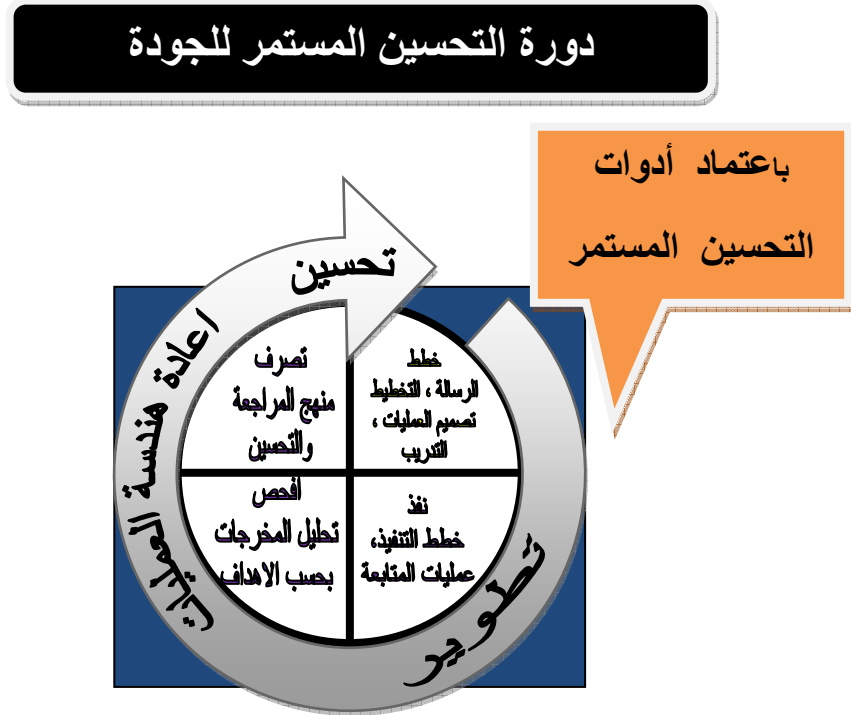 دورة التحسين المستمر للجودة
باعتماد أدوات
التحسين المستمر
تحسين
اعادة هندسة العمليات
تطوير
خطط
الرسالة ، التخطيط
تصميم العمليات ،
التدريب
نفذ
خطط التنفيذ،
عمليات المتابعة
افحص
تحليل المخرجات
بحسب الاهداف
تصرف
منهج المراجعة
والتحسين